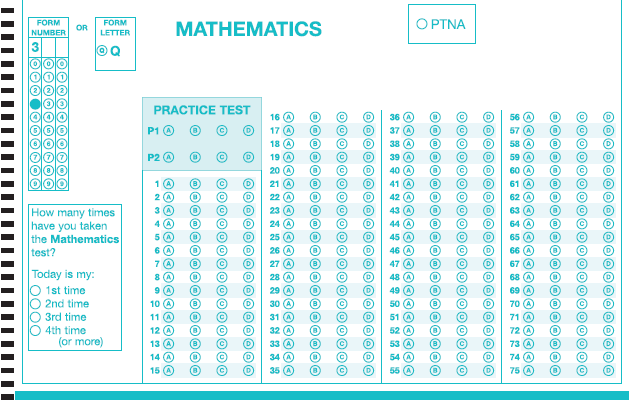 FORM NUMBER OR FORM LETTER
MATHEMATICS
PTNA
3
Q Q
0 0 0
1 1 1
2 2 2
3 3
4 4 4
5 5 5
6 6 6
7 7 7
8 8 8
9 9 9
How many times
have you taken
the Mathematics
test?
Today is my:
1st time
2nd time
3rd time
4th time
(or more)
PRACTICE TEST
P1 A B C D
P2 A B C D
1 A B C D
2 A B C D
3 A B C D
4 A B C D
5 A B C D
6 A B C D
7 A B C D
8 A B C D
9 A B C D
10 A B C D
11 A B C D
12 A B C D
13 A B C D
14 A B C D
15 A B C D
16 A B C D
17 A B C D
18 A B C D
19 A B C D
20 A B C D
21 A B C D
22 A B C D
23 A B C D
24 A B C D
25 A B C D
26 A B C D
27 A B C D
28 A B C D
29 A B C D
30 A B C D
31 A B C D
32 A B C D
33 A B C D
34 A B C D
35 A B C D
36 A B C D
37 A B C D
38 A B C D
39 A B C D
40 A B C D
41 A B C D
42 A B C D
43 A B C D
44 A B C D
45 A B C D
46 A B C D
47 A B C D
48 A B C D
49 A B C D
50 A B C D
51 A B C D
52 A B C D
53 A B C D
54 A B C D
55 A B C D
56 A B C D
57 A B C D
58 A B C D
59 A B C D
60 A B C D
61 A B C D
62 A B C D
63 A B C D
64 A B C D
65 A B C D
66 A B C D
67 A B C D
68 A B C D
69 A B C D
70 A B C D
71 A B C D
72 A B C D
73 A B C D
74 A B C D
75 A B C D